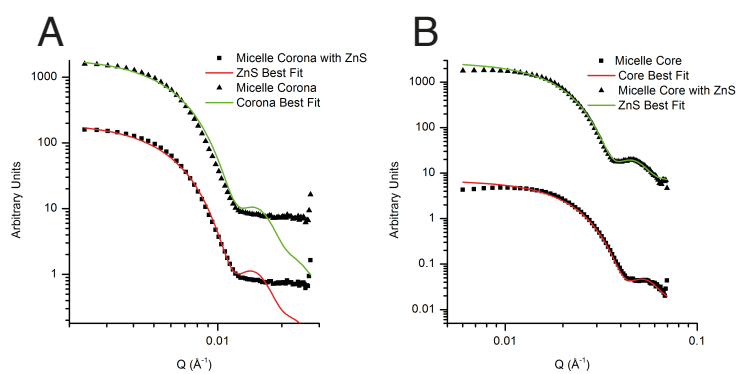 A
Micelle Corona with ZnS
ZnS Best Fit
Micelle Corona
Corona Best Fit
1000
100
10
1
Arbitrary Units
0.01
Q (Å⁻¹)
B
Micelle Core
Core Best Fit
Micelle Core with ZnS
ZnS Best Fit
1000
100
10
1
0.1
0.01
Arbitrary Units
0.01 0.1
Q (Å⁻¹)